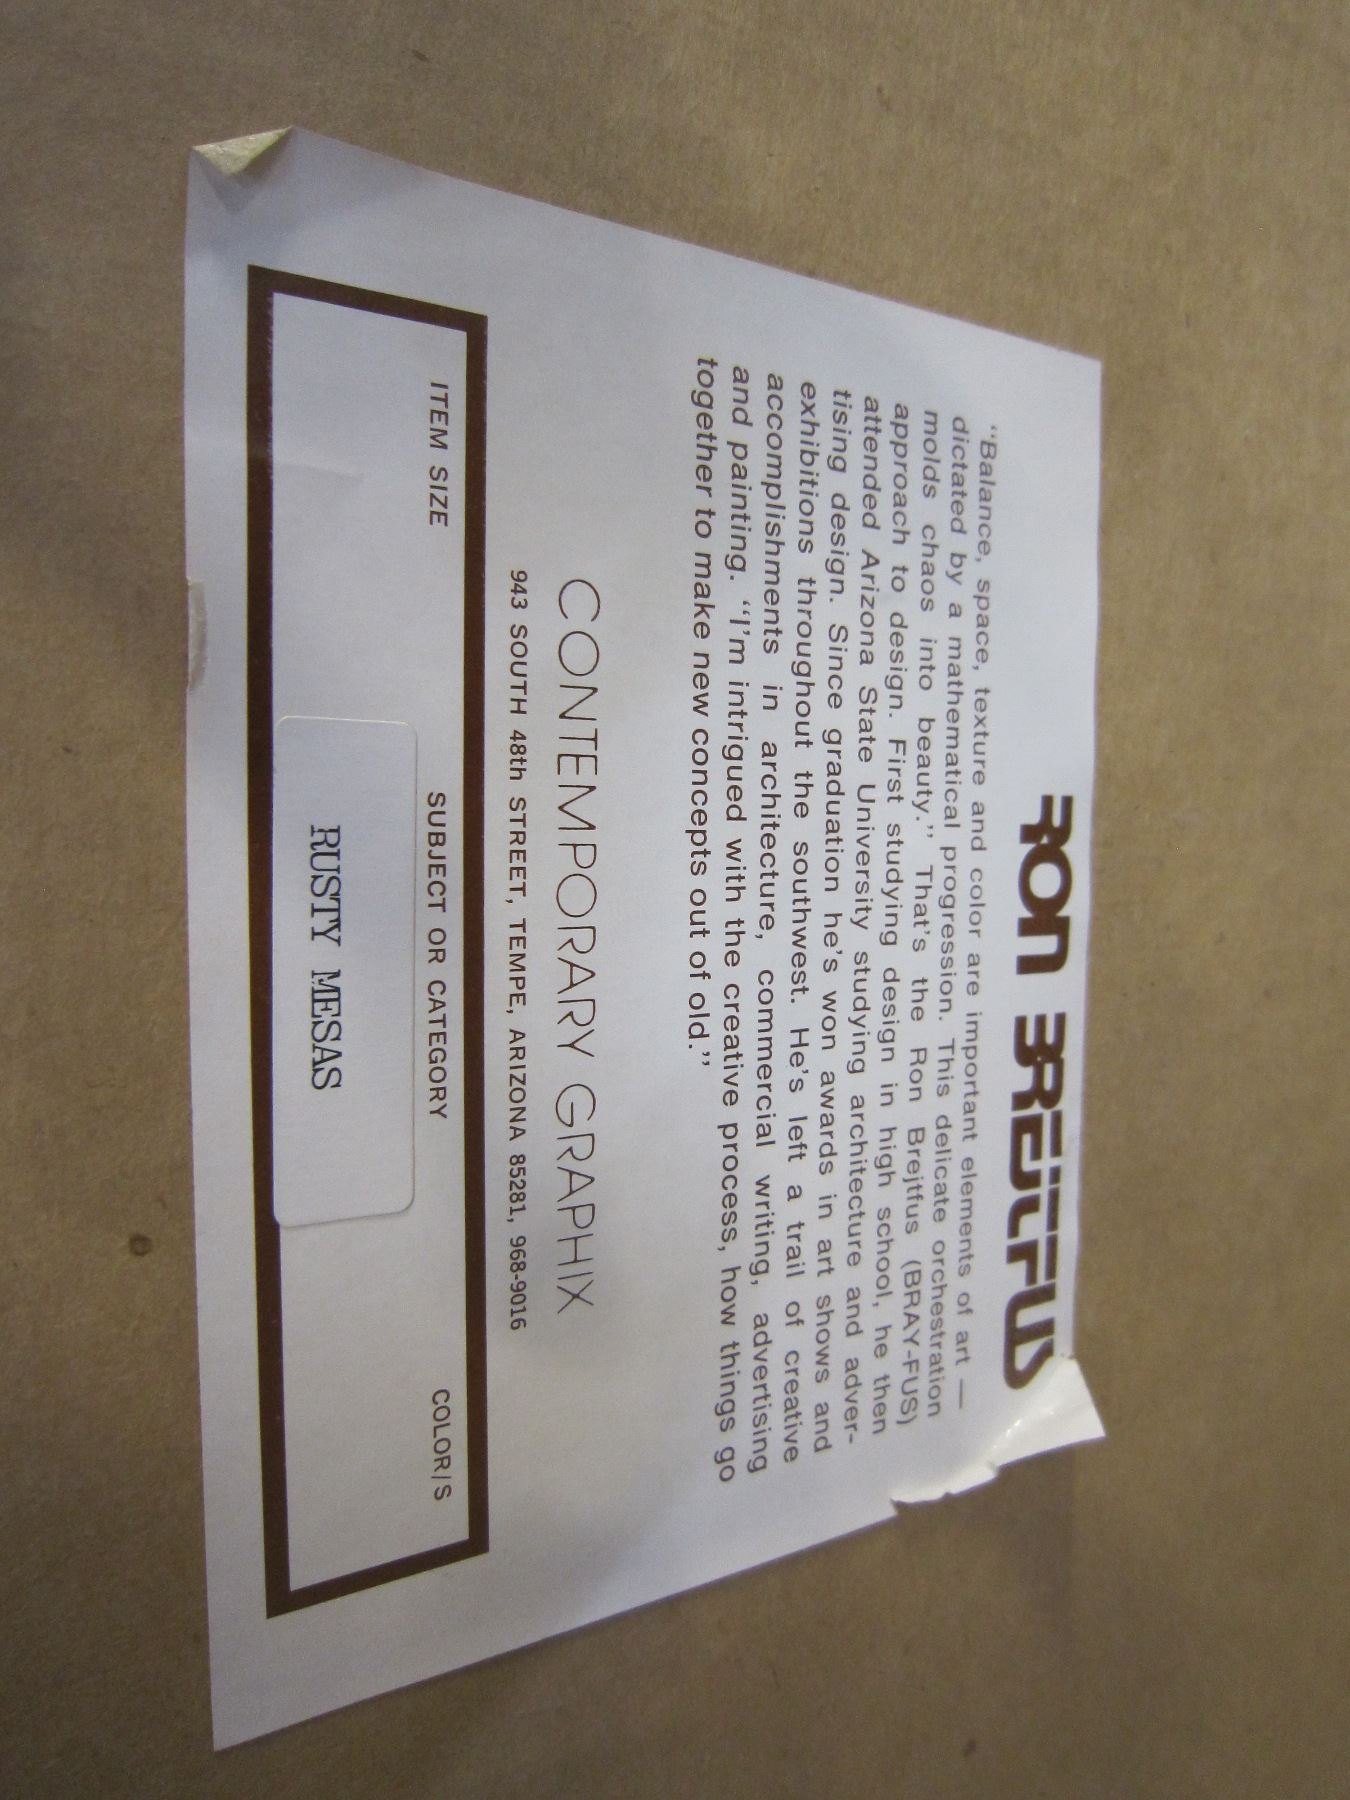 RON BREJTFUS
"Balance, space, texture and color are important elements of art —
dictated by a mathematical progression. This delicate orchestration
molds chaos into beauty." That's the Ron Brejtfus (BRAY-FUS)
approach to design. First studying design in high school, he then
attended Arizona State University studying architecture and adver-
tising design. Since graduation he's won awards in art shows and
exhibitions throughout the southwest. He's left a trail of creative
accomplishments in architecture, commercial writing, advertising
and painting. "I'm intrigued with the creative process, how things go
together to make new concepts out of old."
CONTEMPORARY GRAPHIX
943 SOUTH 48th STREET, TEMPE, ARIZONA 85281, 968-9016
ITEM SIZE SUBJECT OR CATEGORY COLOR/S
RUSTY MESAS